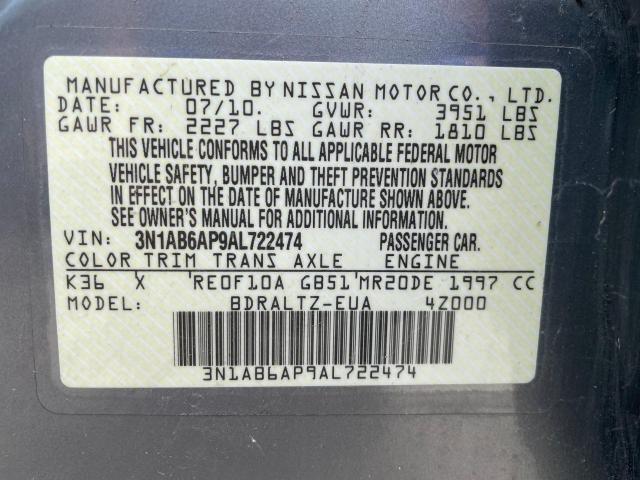 MANUFACTURED BY NISSAN MOTOR CO., LTD.
DATE: 07/10. GVWR: 3951 LBS
GAWR FR: 2227 LBS GAWR RR: 1810 LBS
THIS VEHICLE CONFORMS TO ALL APPLICABLE FEDERAL MOTOR
VEHICLE SAFETY, BUMPER AND THEFT PREVENTION STANDARDS
IN EFFECT ON THE DATE OF MANUFACTURE SHOWN ABOVE.
SEE OWNER'S MANUAL FOR ADDITIONAL INFORMATION.
VIN: 3N1AB6AP9AL722474 PASSENGER CAR.
COLOR TRIM TRANS AXLE ENGINE
K36 X RE0F10A GB51 MR20DE 1997 CC
MODEL: BDRALTZ-EUA 4Z000
3N1AB6AP9AL722474